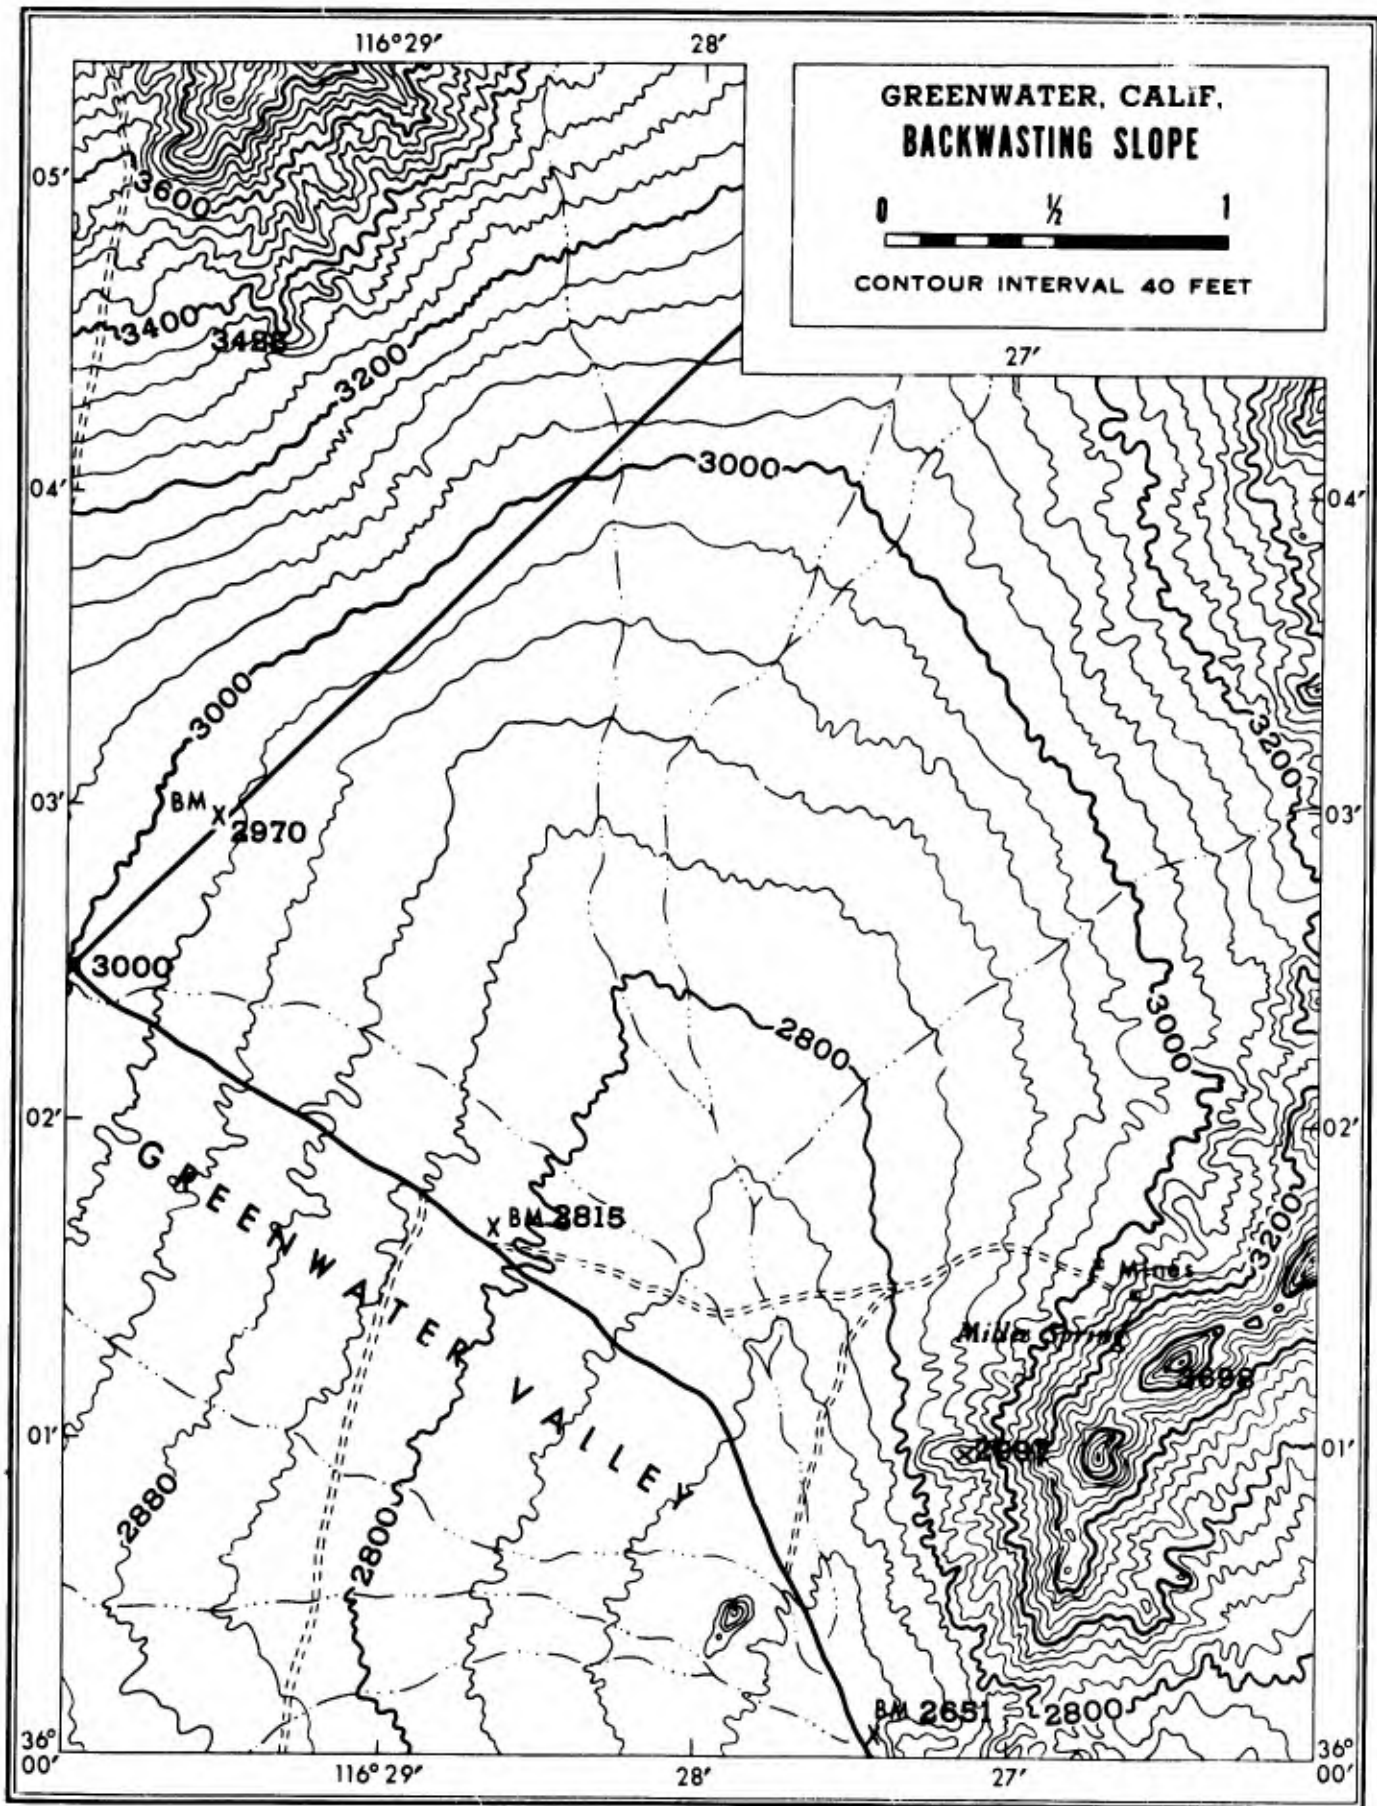 116°29′ 28′
GREENWATER, CALIF.
BACKWASTING SLOPE
0 ½ 1
CONTOUR INTERVAL 40 FEET
27′
05′
3600
3400
3200
04′
3000
04′
3000
3200
03′
BM
2970
03′
3000
2800
3000
02′
02′
GREENWATER VALLEY
BM 2815
3200
Mines
Spring
01′
01′
2880
2800
BM 2651
2800
36°
00′
116°29′ 28′ 27′
36°
00′